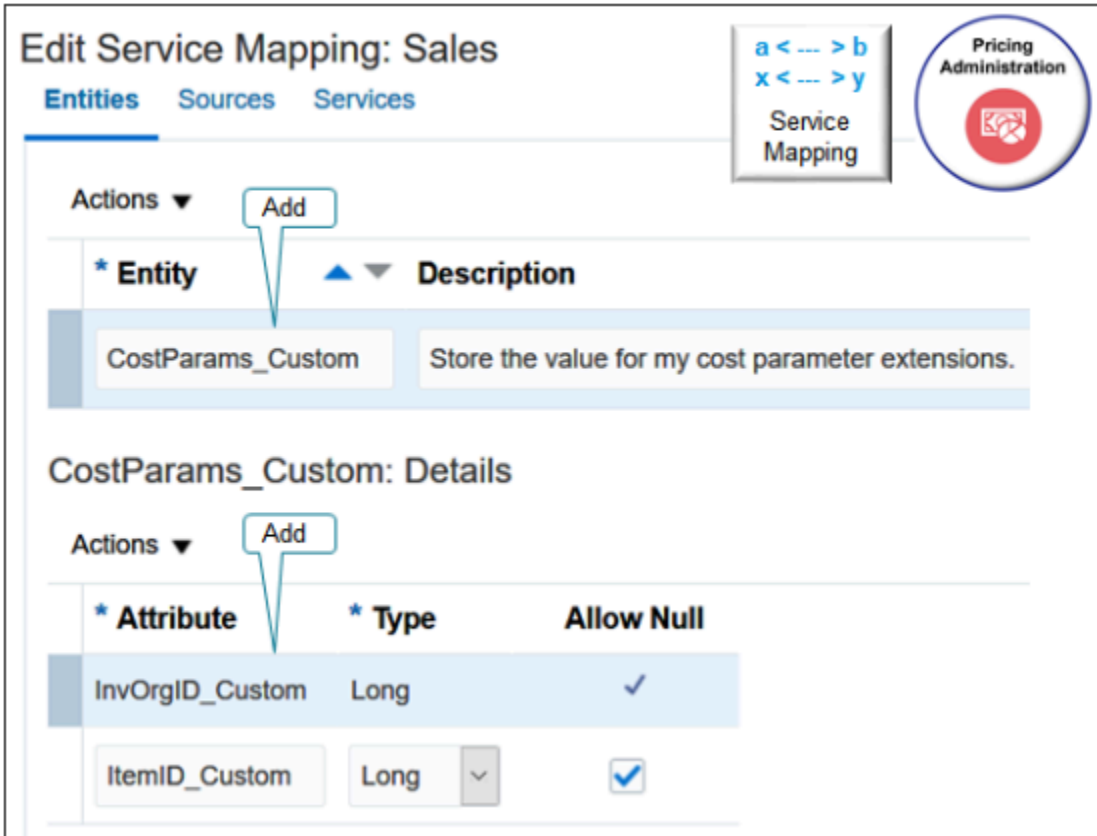 Edit Service Mapping: Sales
Entities Sources Services
a < --- > b
x < --- > y
Service
Mapping
Pricing
Administration
Actions
Add
* Entity Description
CostParams_Custom Store the value for my cost parameter extensions.
CostParams_Custom: Details
Actions
Add
* Attribute * Type Allow Null
InvOrgID_Custom Long
ItemID_Custom Long